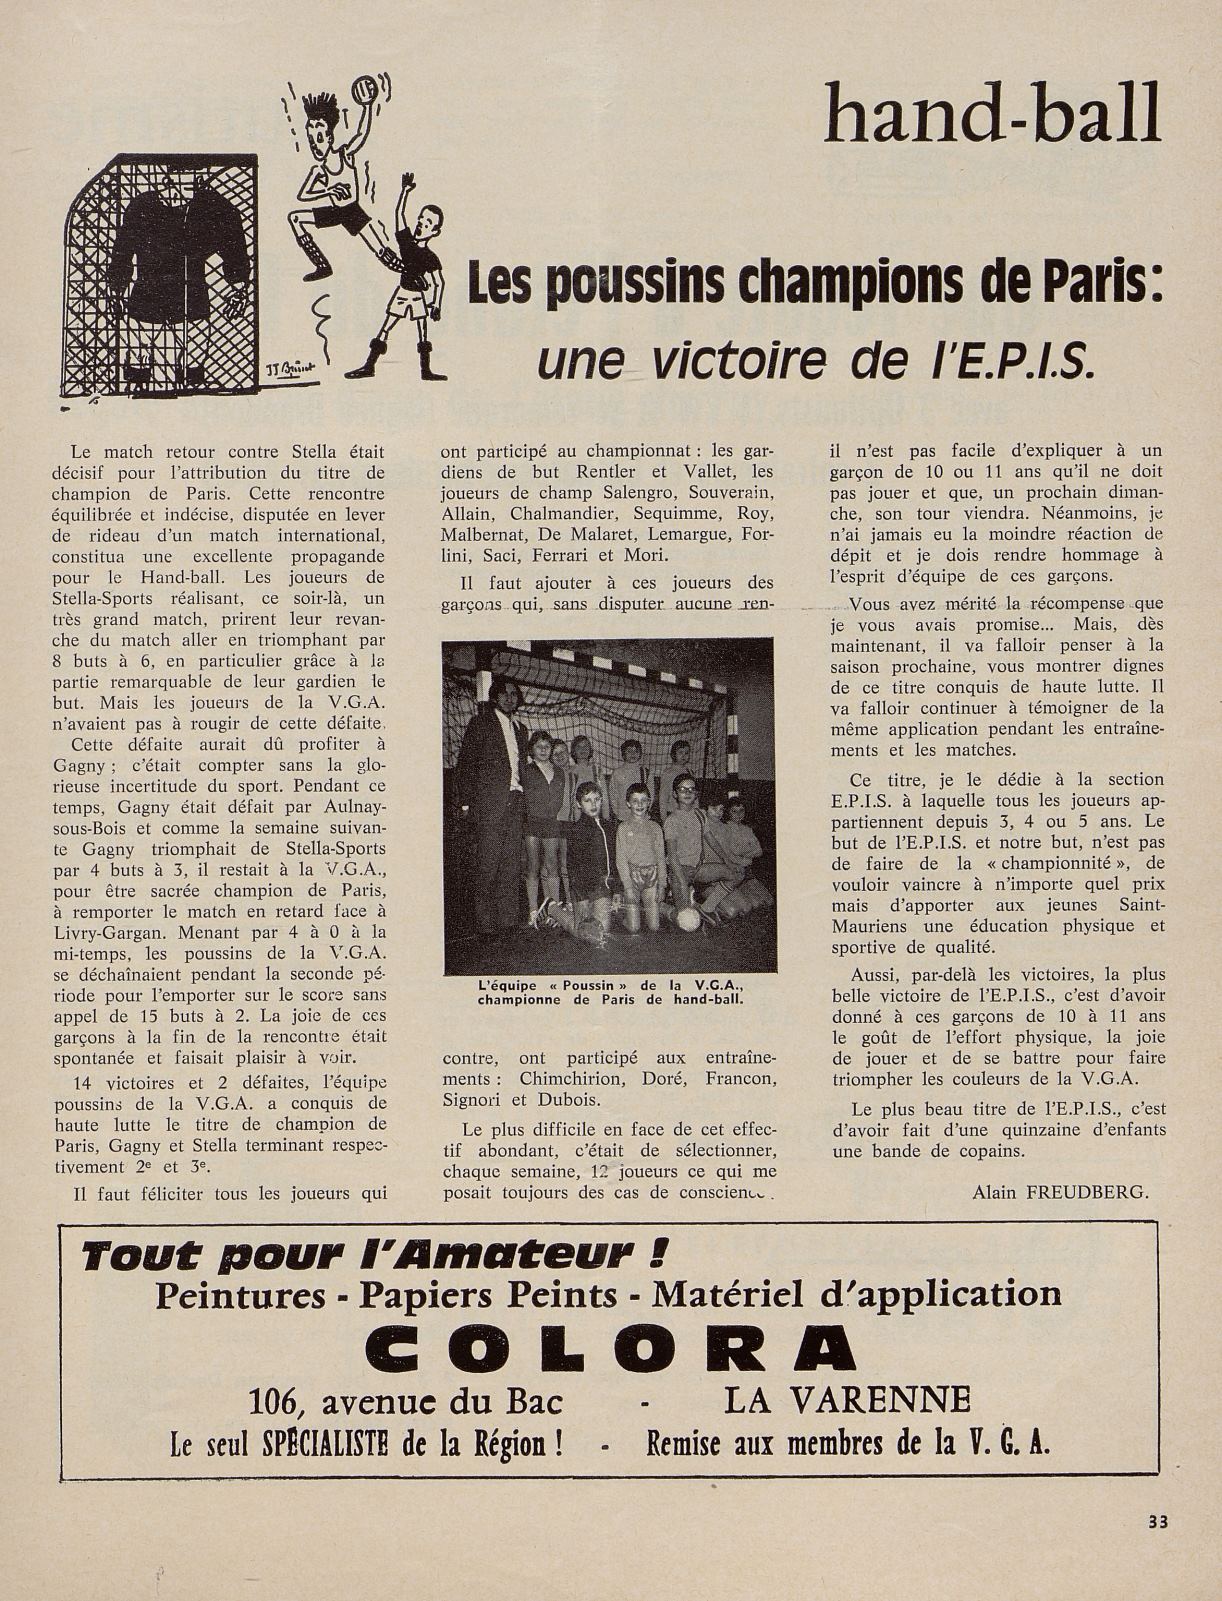 hand-ball
Les poussins champions de Paris:
une victoire de l'E.P.I.S.
Le match retour contre Stella était
décisif pour l'attribution du titre de
champion de Paris. Cette rencontre
équilibrée et indécise, disputée en lever
de rideau d'un match international,
constitua une excellente propagande
pour le Hand-ball. Les joueurs de
Stella-Sports réalisant, ce soir-là, un
très grand match, prirent leur revan-
che du match aller en triomphant par
8 buts à 6, en particulier grâce à la
partie remarquable de leur gardien le
but. Mais les joueurs de la V.G.A.
n'avaient pas à rougir de cette défaite.
Cette défaite aurait dû profiter à
Gagny ; c'était compter sans la glo-
rieuse incertitude du sport. Pendant ce
temps, Gagny était défait par Aulnay-
sous-Bois et comme la semaine suivan-
te Gagny triomphait de Stella-Sports
par 4 buts à 3, il restait à la V.G.A.,
pour être sacrée champion de Paris,
à remporter le match en retard face à
Livry-Gargan. Menant par 4 à 0 à la
mi-temps, les poussins de la V.G.A.
se déchaînaient pendant la seconde pé-
riode pour l'emporter sur le score sans
appel de 15 buts à 2. La joie de ces
garçons à la fin de la rencontre était
spontanée et faisait plaisir à voir.
14 victoires et 2 défaites, l'équipe
poussins de la V.G.A. a conquis de
haute lutte le titre de champion de
Paris, Gagny et Stella terminant respec-
tivement 2e et 3e.
Il faut féliciter tous les joueurs qui
ont participé au championnat : les gar-
diens de but Rentler et Vallet, les
joueurs de champ Salengro, Souverain,
Allain, Chalmandier, Sequimme, Roy,
Malbernat, De Malaret, Lemargue, For-
lini, Saci, Ferrari et Mori.
Il faut ajouter à ces joueurs des
garçons qui, sans disputer aucune ren-
L'équipe « Poussin » de la V.G.A.,
championne de Paris de hand-ball.
contre, ont participé aux entraîne-
ments : Chimchirion, Doré, Francon,
Signori et Dubois.
Le plus difficile en face de cet effec-
tif abondant, c'était de sélectionner,
chaque semaine, 12 joueurs ce qui me
posait toujours des cas de conscience.
il n'est pas facile d'expliquer à un
garçon de 10 ou 11 ans qu'il ne doit
pas jouer et que, un prochain diman-
che, son tour viendra. Néanmoins, je
n'ai jamais eu la moindre réaction de
dépit et je dois rendre hommage à
l'esprit d'équipe de ces garçons.
Vous avez mérité la récompense que
je vous avais promise... Mais, dès
maintenant, il va falloir penser à la
saison prochaine, vous montrer dignes
de ce titre conquis de haute lutte. Il
va falloir continuer à témoigner de la
même application pendant les entraîne-
ments et les matches.
Ce titre, je le dédie à la section
E.P.I.S. à laquelle tous les joueurs ap-
partiennent depuis 3, 4 ou 5 ans. Le
but de l'E.P.I.S. et notre but, n'est pas
de faire de la « championnité », de
vouloir vaincre à n'importe quel prix
mais d'apporter aux jeunes Saint-
Mauriens une éducation physique et
sportive de qualité.
Aussi, par-delà les victoires, la plus
belle victoire de l'E.P.I.S., c'est d'avoir
donné à ces garçons de 10 à 11 ans
le goût de l'effort physique, la joie
de jouer et de se battre pour faire
triompher les couleurs de la V.G.A.
Le plus beau titre de l'E.P.I.S., c'est
d'avoir fait d'une quinzaine d'enfants
une bande de copains.
Alain FREUDBERG.
Tout pour l'Amateur !
Peintures - Papiers Peints - Matériel d'application
COLORA
106, avenue du Bac - LA VARENNE
Le seul SPÉCIALISTE de la Région ! - Remise aux membres de la V. G. A.
33